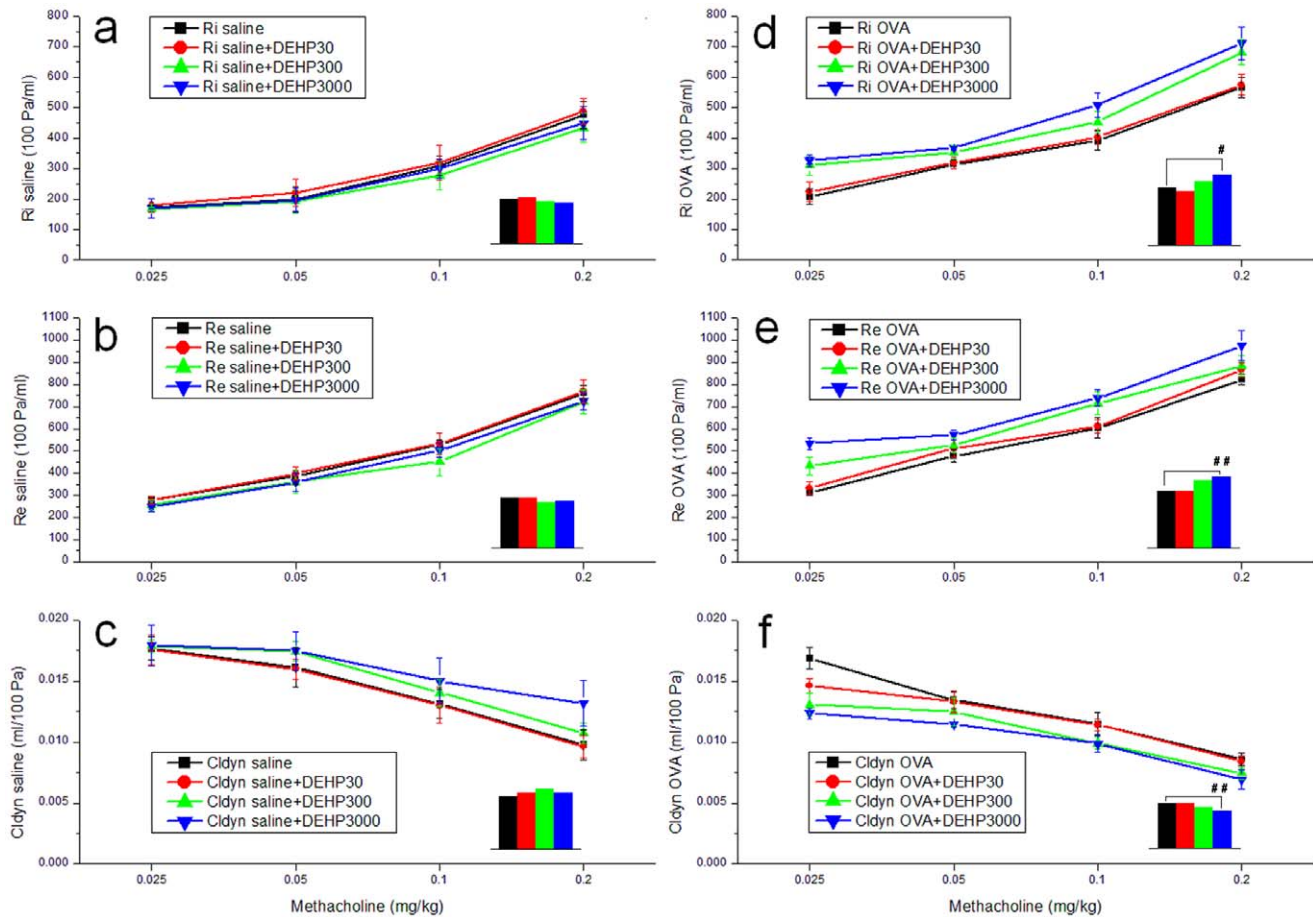 a
Ri saline (100 Pa/ml)
800
700
600
500
400
300
200
100
0
Ri saline
Ri saline+DEHP30
Ri saline+DEHP300
Ri saline+DEHP3000
0.025
0.05
0.1
0.2
d
Ri OVA (100 Pa/ml)
800
700
600
500
400
300
200
100
0
Ri OVA
Ri OVA+DEHP30
Ri OVA+DEHP300
Ri OVA+DEHP3000
#
0.025
0.05
0.1
0.2
b
Re saline (100 Pa/ml)
1100
1000
900
800
700
600
500
400
300
200
100
0
Re saline
Re saline+DEHP30
Re saline+DEHP300
Re saline+DEHP3000
0.025
0.05
0.1
0.2
e
Re OVA (100 Pa/ml)
1100
1000
900
800
700
600
500
400
300
200
100
0
Re OVA
Re OVA+DEHP30
Re OVA+DEHP300
Re OVA+DEHP3000
##
0.025
0.05
0.1
0.2
c
Cldyn saline (ml/100 Pa)
0.020
0.015
0.010
0.005
0.000
Cldyn saline
Cldyn saline+DEHP30
Cldyn saline+DEHP300
Cldyn saline+DEHP3000
0.025
0.05
0.1
0.2
Methacholine (mg/kg)
f
Cldyn OVA (ml/100 Pa)
0.020
0.015
0.010
0.005
0.000
Cldyn OVA
Cldyn OVA+DEHP30
Cldyn OVA+DEHP300
Cldyn OVA+DEHP3000
##
0.025
0.05
0.1
0.2
Methacholine (mg/kg)